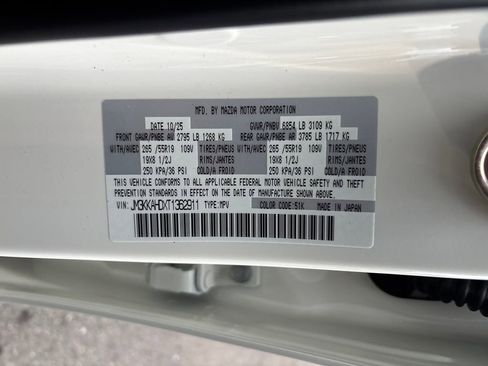 MFD. BY MAZDA MOTOR CORPORATION
DATE 10/25 GVWR/PNBV 6854 LB 3109 KG
FRONT GAWR/PNBE AV 2795 LB 1268 KG REAR GAWR/PNBE AR 3785 LB 1717 KG
WITH/AVEC 265 /55R19 109V TIRES/PNEUS WITH/AVEC 265 /55R19 109V TIRES/PNEUS
19X8 1/2J RIMS/JANTES 19X8 1/2J RIMS/JANTES
250 KPA/36 PSI COLD/A FROID 250 KPA/36 PSI COLD/A FROID
THIS VEHICLE CONFORMS TO ALL APPLICABLE FEDERAL MOTOR VEHICLE SAFETY AND
THEFT PREVENTION STANDARDS IN EFFECT ON THE DATE OF MANUFACTURE SHOWN ABOVE.
VIN: JM3KKAHDXT1362911 TYPE:MPV COLOR CODE: 51K MADE IN JAPAN